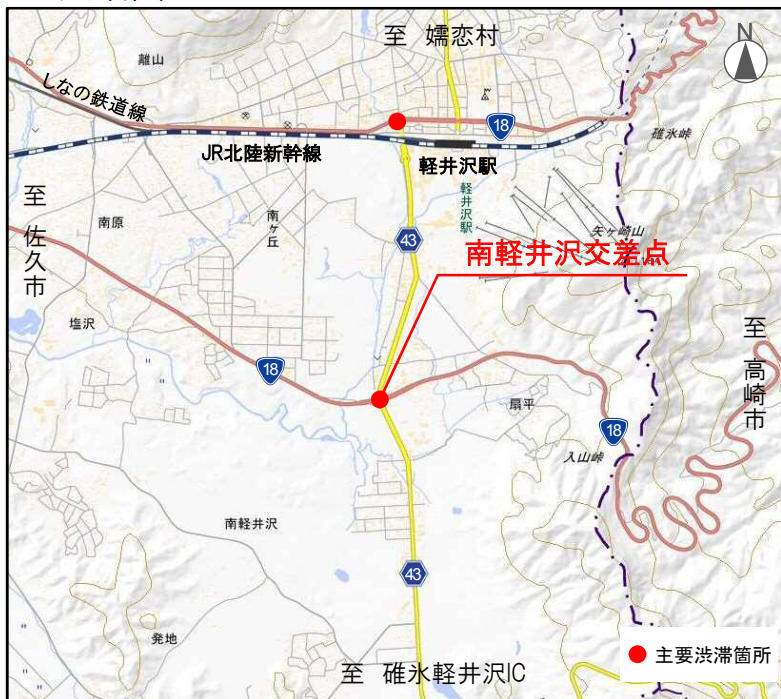 至 嬬恋村
N
離山
しなの鉄道線
18
碓氷峠
JR北陸新幹線
軽井沢駅
軽井沢駅
至 佐久市
南原
南ヶ丘
43
矢ヶ崎山
南軽井沢交差点
塩沢
至 高崎市
18
扇平
18
入山峠
南軽井沢
43
発地
至 碓氷軽井沢IC
主要渋滞箇所